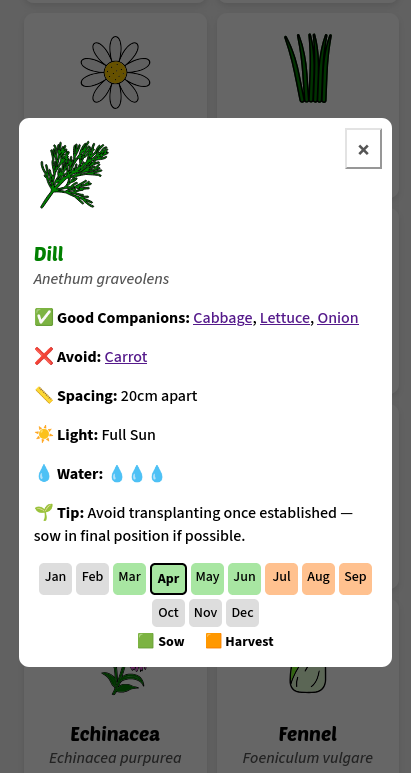 ×
Dill
Anethum graveolens
✅ Good Companions: Cabbage, Lettuce, Onion
❌ Avoid: Carrot
📏 Spacing: 20cm apart
☀️ Light: Full Sun
💧 Water: 💧💧💧
🌱 Tip: Avoid transplanting once established —
sow in final position if possible.
Jan Feb Mar Apr May Jun Jul Aug Sep
Oct Nov Dec
🟩 Sow 🟧 Harvest
Echinacea Fennel
Echinacea purpurea Foeniculum vulgare